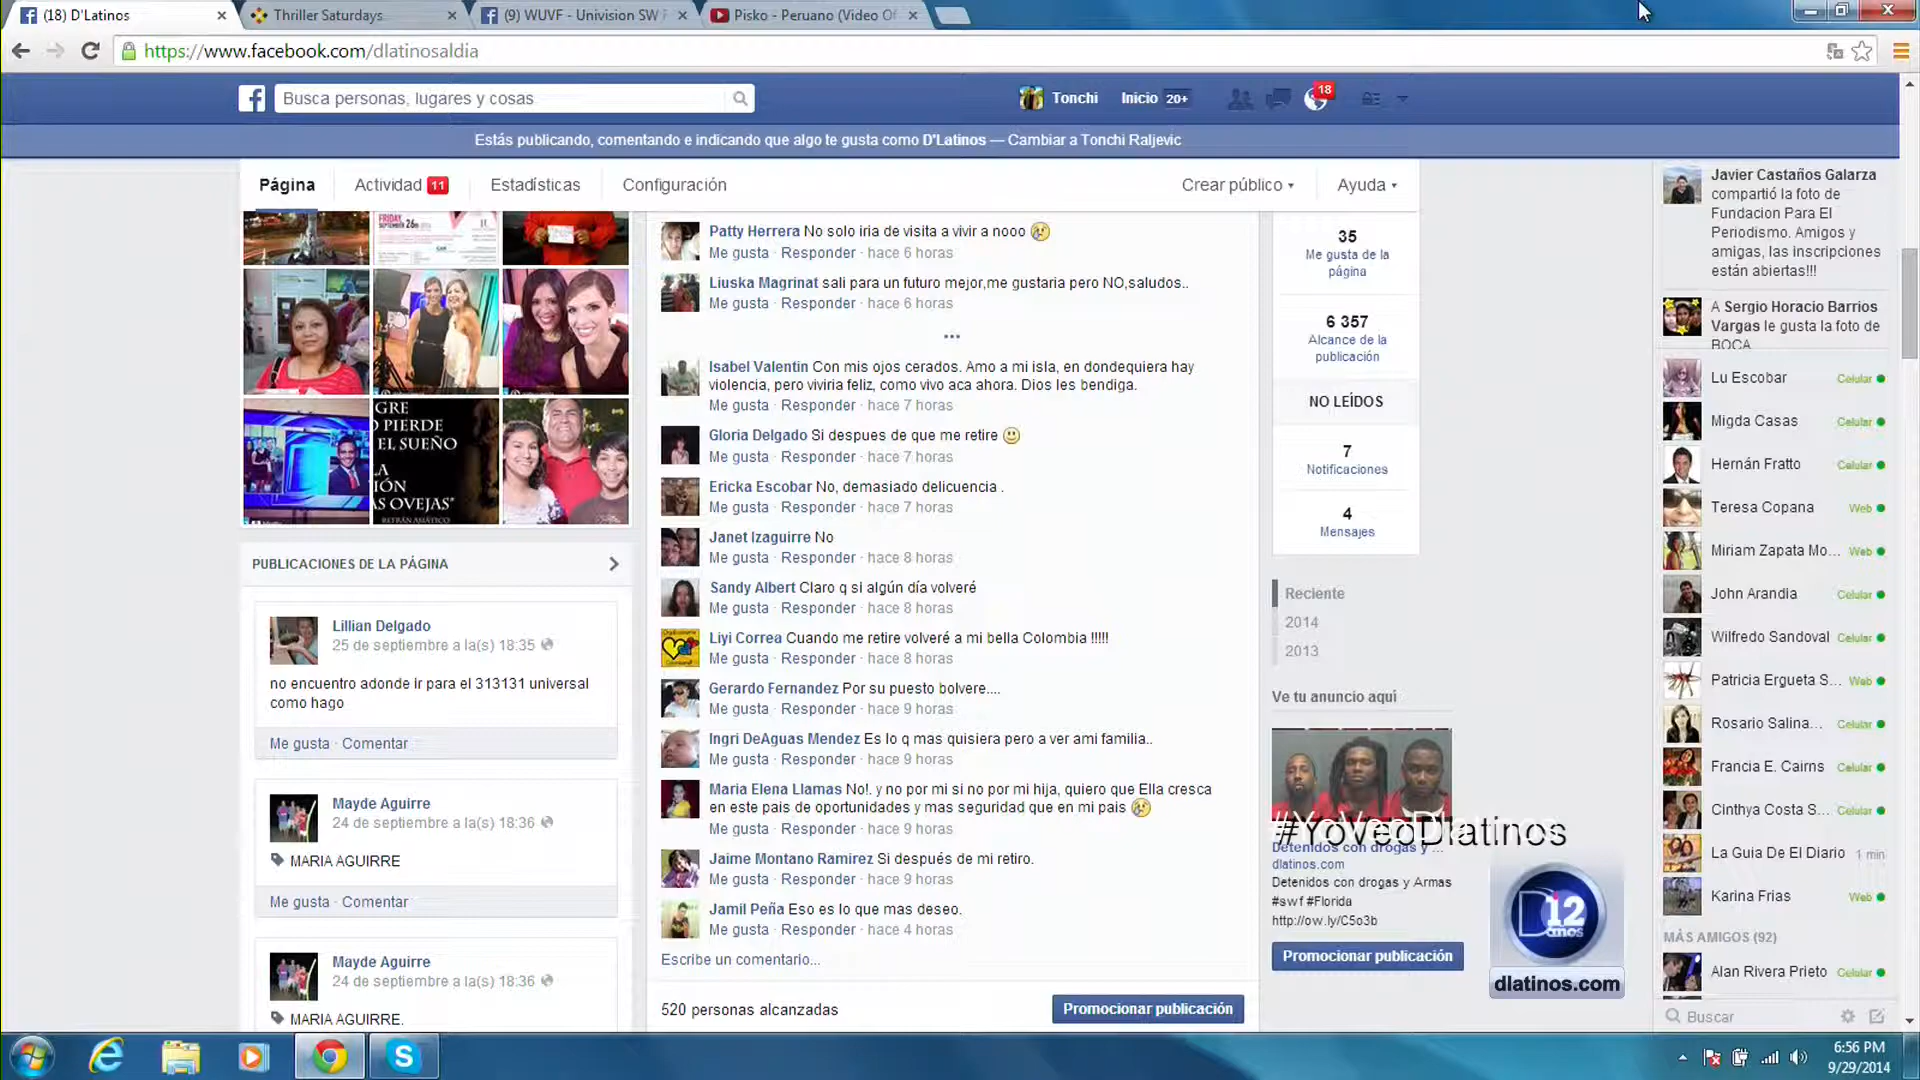 (18) D'Latinos
Thriller Saturdays
(9) WUVF - Univision SW F
Pisko - Peruano (Video Of
https://www.facebook.com/dlatinosaldia
Busca personas, lugares y cosas
Tonchi
Inicio 20+
18
Estás publicando, comentando e indicando que algo te gusta como D'Latinos — Cambiar a Tonchi Raljevic
Página
Actividad 11
Estadísticas
Configuración
Crear público
Ayuda
FRIDAY
SEPTEMBER 26th
GRE
O PIERDE
EL SUEÑO
LA
IÓN
AS OVEJAS"
REFRÁN ASIÁTICO
PUBLICACIONES DE LA PÁGINA
Lillian Delgado
25 de septiembre a la(s) 18:35
no encuentro adonde ir para el 313131 universal
como hago
Me gusta · Comentar
Mayde Aguirre
24 de septiembre a la(s) 18:36
MARIA AGUIRRE
Me gusta · Comentar
Mayde Aguirre
24 de septiembre a la(s) 18:36
MARIA AGUIRRE.
Patty Herrera No solo iria de visita a vivir a nooo
Me gusta · Responder · hace 6 horas
Liuska Magrinat sali para un futuro mejor,me gustaria pero NO,saludos..
Me gusta · Responder · hace 6 horas
...
Isabel Valentin Con mis ojos cerados. Amo a mi isla, en dondequiera hay
violencia, pero viviria feliz, como vivo aca ahora. Dios les bendiga.
Me gusta · Responder · hace 7 horas
Gloria Delgado Si despues de que me retire
Me gusta · Responder · hace 7 horas
Ericka Escobar No, demasiado delicuencia .
Me gusta · Responder · hace 7 horas
Janet Izaguirre No
Me gusta · Responder · hace 8 horas
Sandy Albert Claro q si algún día volveré
Me gusta · Responder · hace 8 horas
Liyi Correa Cuando me retire volveré a mi bella Colombia !!!!!
Me gusta · Responder · hace 8 horas
Gerardo Fernandez Por su puesto bolvere....
Me gusta · Responder · hace 9 horas
Ingri DeAguas Mendez Es lo q mas quisiera pero a ver ami familia..
Me gusta · Responder · hace 9 horas
Maria Elena Llamas No!. y no por mi si no por mi hija, quiero que Ella cresca
en este pais de oportunidades y mas seguridad que en mi pais
Me gusta · Responder · hace 9 horas
Jaime Montano Ramirez Si después de mi retiro.
Me gusta · Responder · hace 9 horas
Jamil Peña Eso es lo que mas deseo.
Me gusta · Responder · hace 4 horas
Escribe un comentario...
520 personas alcanzadas
Promocionar publicación
35
Me gusta de la
página
6 357
Alcance de la
publicación
NO LEÍDOS
7
Notificaciones
4
Mensajes
Reciente
2014
2013
Ve tu anuncio aquí
#YoVeoDlatinos
Detenidos con drogas y ...
dlatinos.com
Detenidos con drogas y Armas
#swf #Florida
http://ow.ly/C5o3b
Promocionar publicación
D12
dlatinos.com
Javier Castaños Galarza
compartió la foto de
Fundacion Para El
Periodismo. Amigos y
amigas, las inscripciones
están abiertas!!!
A Sergio Horacio Barrios
Vargas le gusta la foto de
BOCA
Lu Escobar Celular
Migda Casas Celular
Hernán Fratto Celular
Teresa Copana Web
Miriam Zapata Mo... Web
John Arandia Celular
Wilfredo Sandoval Celular
Patricia Ergueta S... Web
Rosario Salina... Celular
Francia E. Cairns Celular
Cinthya Costa S... Celular
La Guia De El Diario 1 min
Karina Frias Web
MÁS AMIGOS (92)
Alan Rivera Prieto Celular
Buscar
6:56 PM
9/29/2014